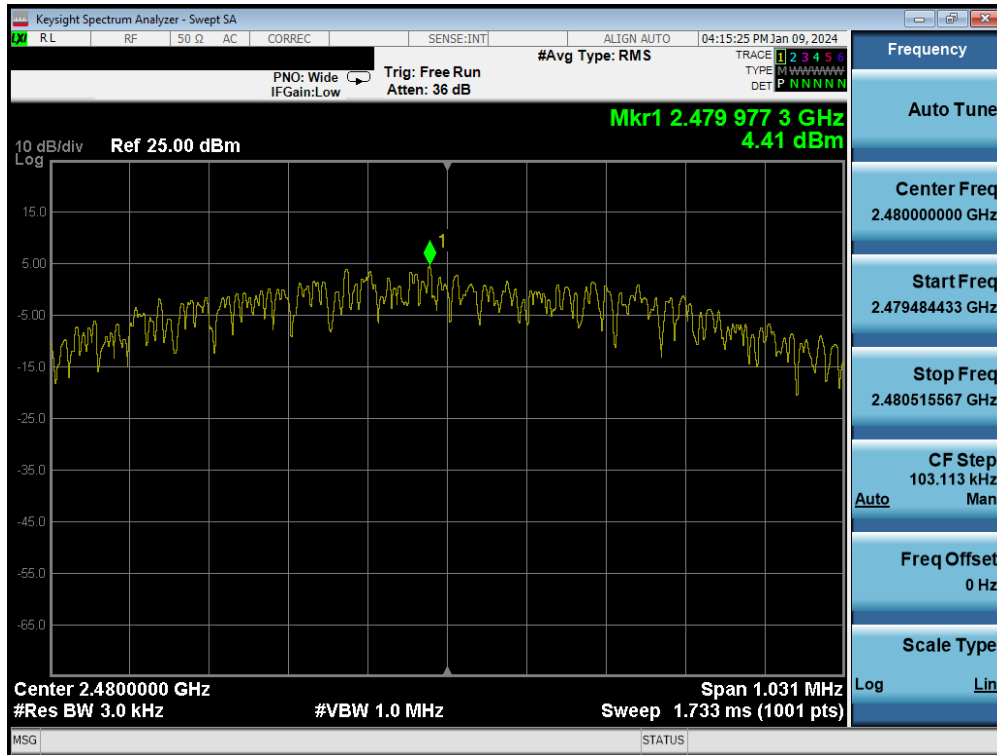 Keysight Spectrum Analyzer - Swept SA
LXI RL RF 50 Ω AC CORREC SENSE:INT ALIGN AUTO 04:15:25 PM Jan 09, 2024
#Avg Type: RMS
TRACE 1 2 3 4 5 6
TYPE M WWWWW
DET P N N N N N
PNO: Wide
IFGain:Low
Trig: Free Run
Atten: 36 dB
Mkr1 2.479 977 3 GHz
4.41 dBm
10 dB/div
Log
Ref 25.00 dBm
15.0
5.00
-5.00
-15.0
-25.0
-35.0
-45.0
-55.0
-65.0
1
Center 2.4800000 GHz
Span 1.031 MHz
#Res BW 3.0 kHz
#VBW 1.0 MHz
Sweep 1.733 ms (1001 pts)
MSG
STATUS
Frequency
Auto Tune
Center Freq
2.480000000 GHz
Start Freq
2.479484433 GHz
Stop Freq
2.480515567 GHz
CF Step
103.113 kHz
Auto Man
Freq Offset
0 Hz
Scale Type
Log Lin